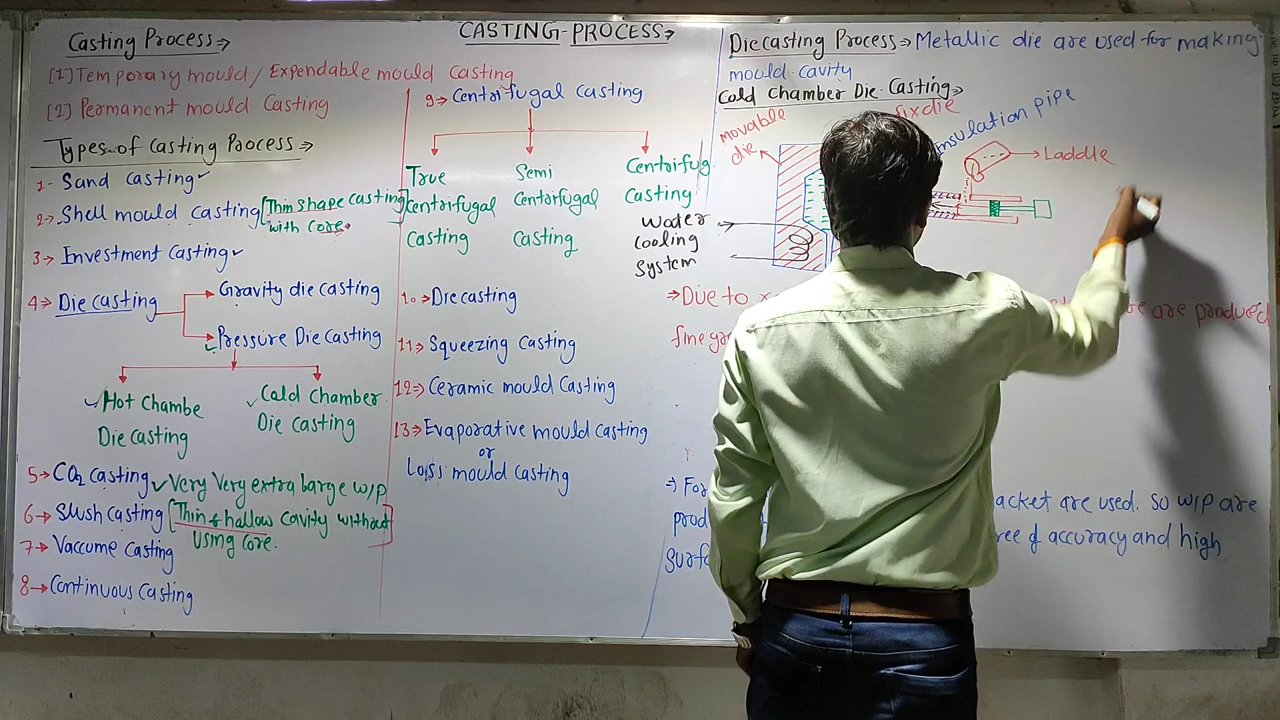 CASTING-PROCESS→
Casting Process→
[1] Temporary mould/Expendable mould Casting
[2] Permanent mould Casting
Types of Casting Process→
1- Sand casting
2→ Shell mould casting [Thin shape casting
with core.]
3→ Investment casting
4→ Die casting
Gravity die casting
Pressure Die casting
Hot Chambe
Die casting
Cold Chamber
Die casting
5→ CO2 casting Very Very extra large W/P
6→ Slush casting [Thin & hallow cavity without
Using core.]
7→ Vaccume casting
8→ Continuous casting
9→ Centrifugal casting
True
Centrifugal
Casting
Semi
Centrifugal
Casting
Centrifug
Casting
10→ Die casting
11→ Squeezing casting
12→ Ceramic mould casting
13→ Evaporative mould casting
or
mould casting
Die casting Process→ Metallic die are used for making
mould cavity
Cold Chamber Die Casting→
movable
die
fix die
insulation pipe
Laddle
Water
Cooling
System
⇒ Due to
are produced
fine
⇒ For
acket are used. So W/P are
of accuracy and high